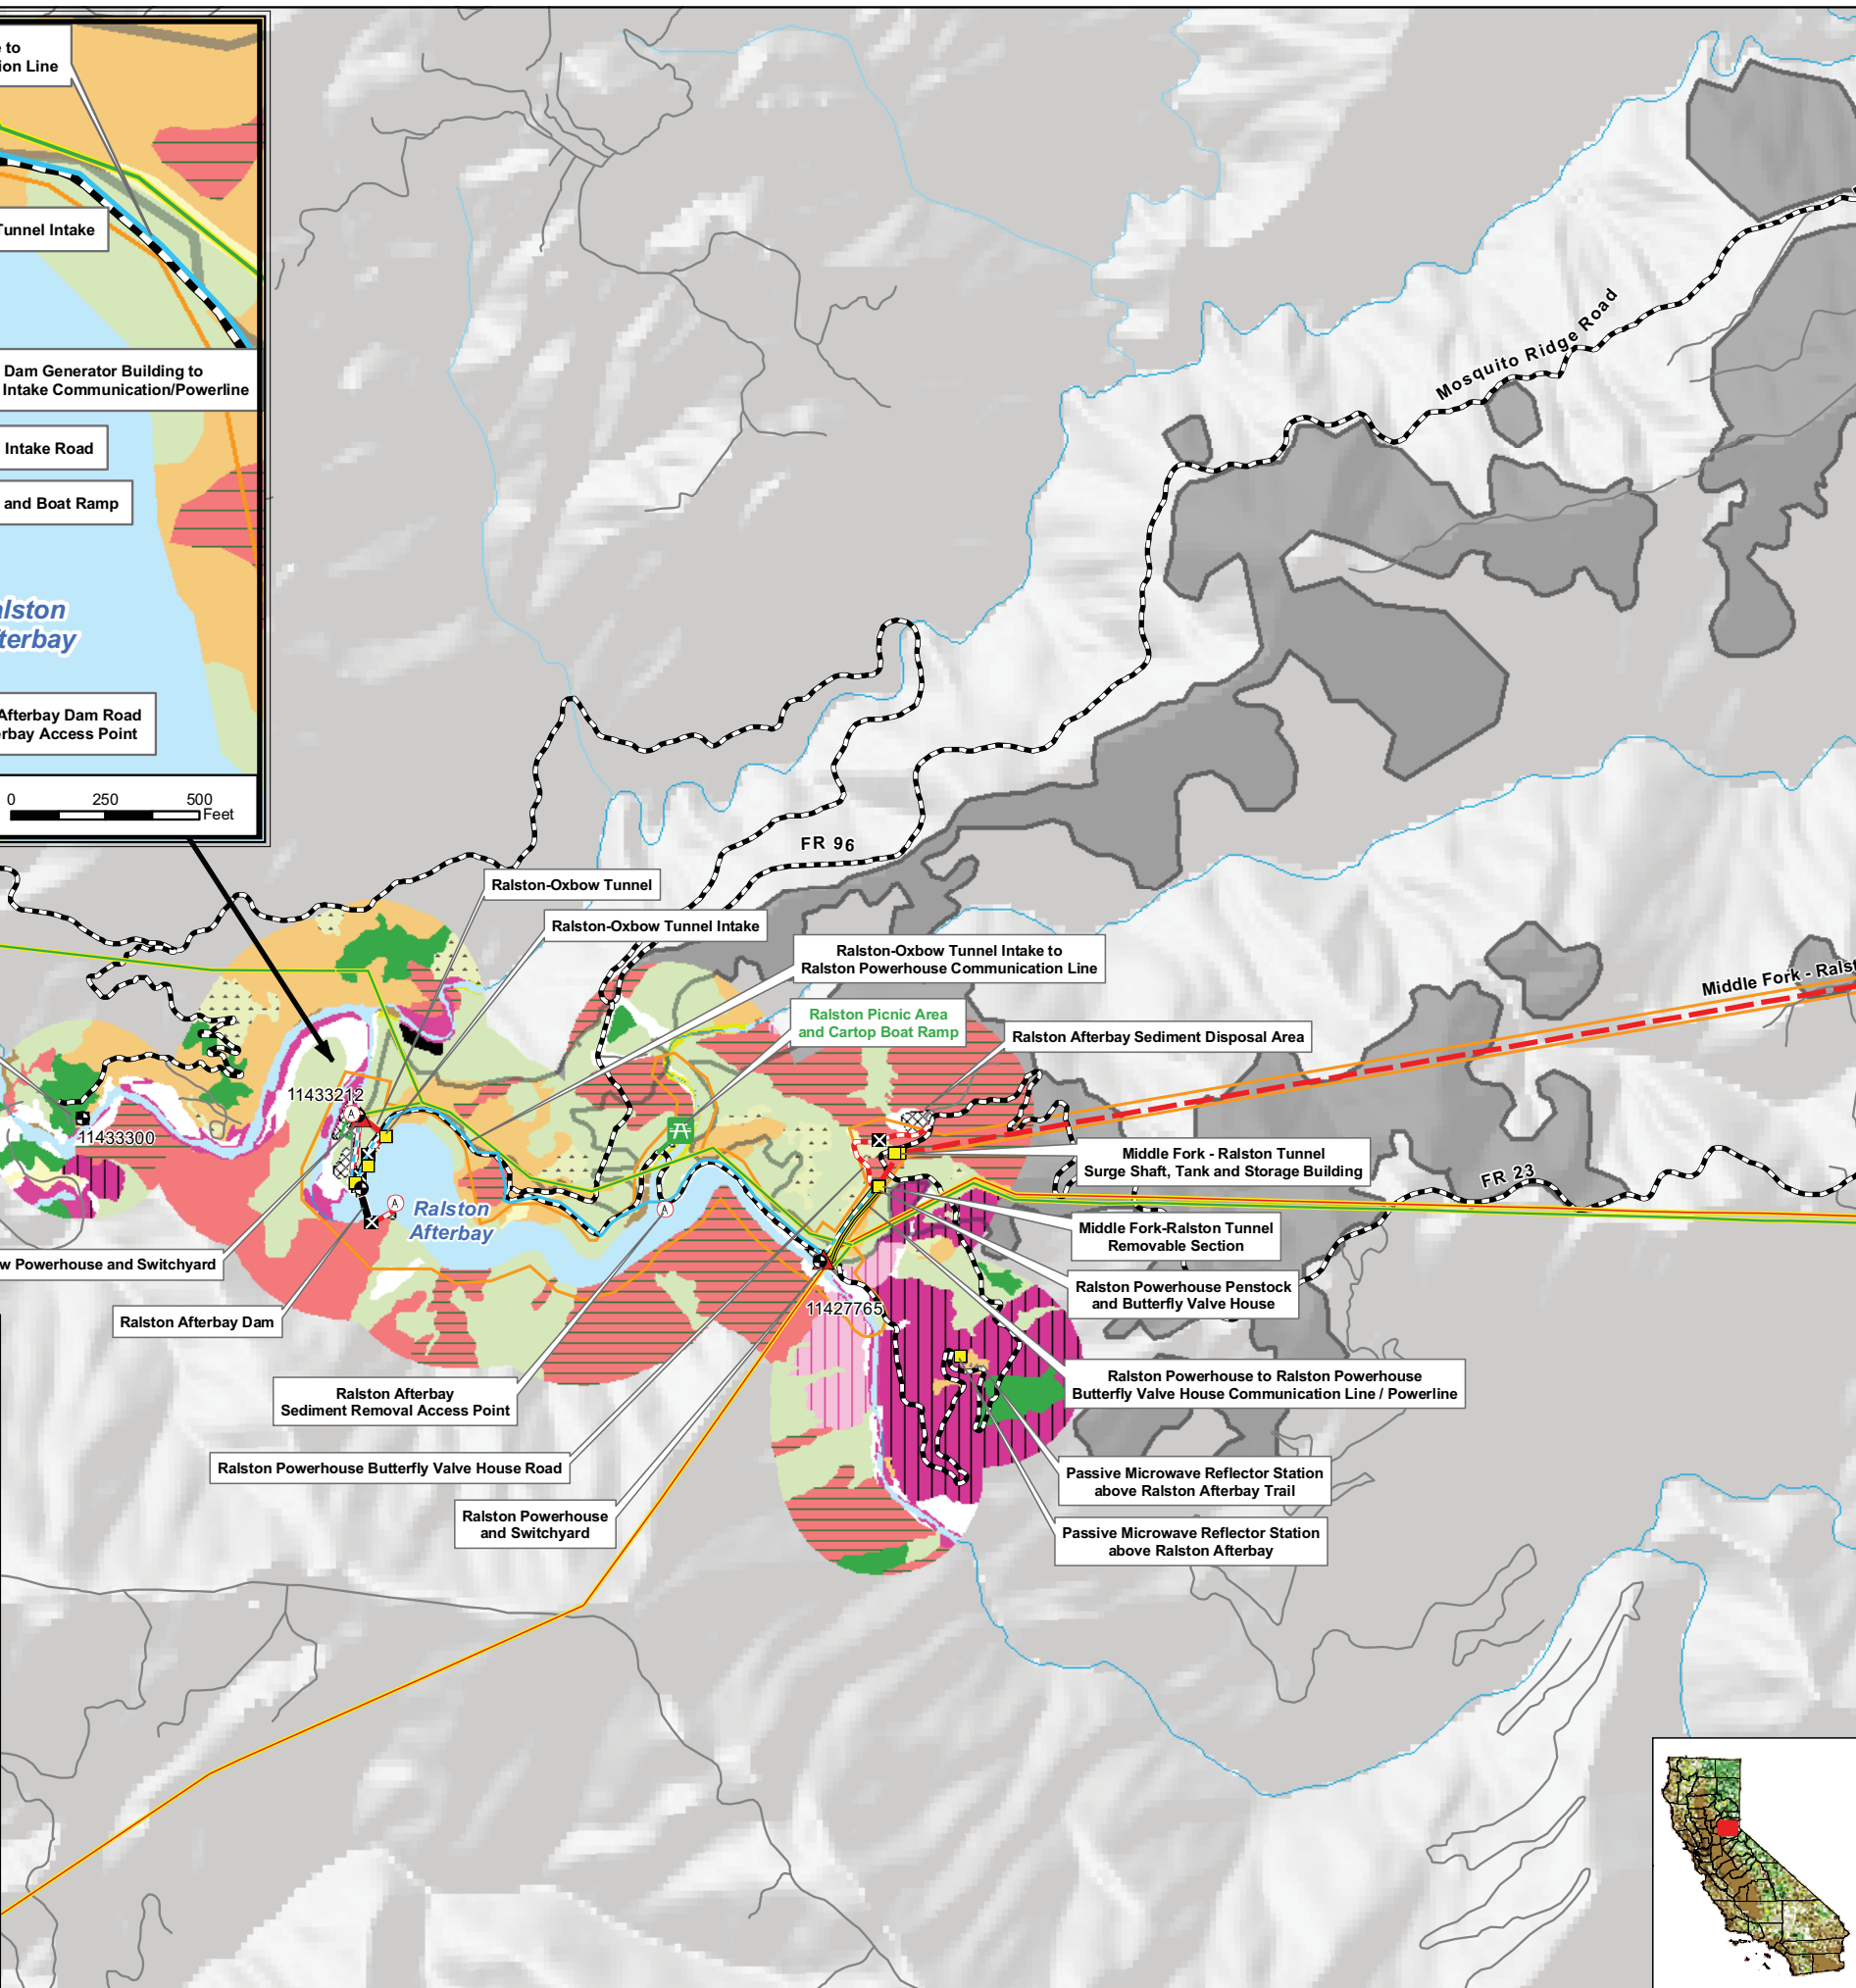 e to
ion Line
Tunnel Intake
Dam Generator Building to
Intake Communication/Powerline
Intake Road
and Boat Ramp
alston
fterbay
Afterbay Dam Road
erbay Access Point
0 250 500
Feet
Mosquito Ridge Road
FR 96
Ralston-Oxbow Tunnel
Ralston-Oxbow Tunnel Intake
Ralston-Oxbow Tunnel Intake to
Ralston Powerhouse Communication Line
Middle Fork - Ralst
Ralston Picnic Area
and Cartop Boat Ramp
Ralston Afterbay Sediment Disposal Area
11433212
A
11433300
Middle Fork - Ralston Tunnel
Surge Shaft, Tank and Storage Building
FR 23
A
A
Ralston
Afterbay
Middle Fork-Ralston Tunnel
Removable Section
w Powerhouse and Switchyard
Ralston Powerhouse Penstock
and Butterfly Valve House
11427765
Ralston Afterbay Dam
Ralston Powerhouse to Ralston Powerhouse
Butterfly Valve House Communication Line / Powerline
Ralston Afterbay
Sediment Removal Access Point
Ralston Powerhouse Butterfly Valve House Road
Passive Microwave Reflector Station
above Ralston Afterbay Trail
Ralston Powerhouse
and Switchyard
Passive Microwave Reflector Station
above Ralston Afterbay